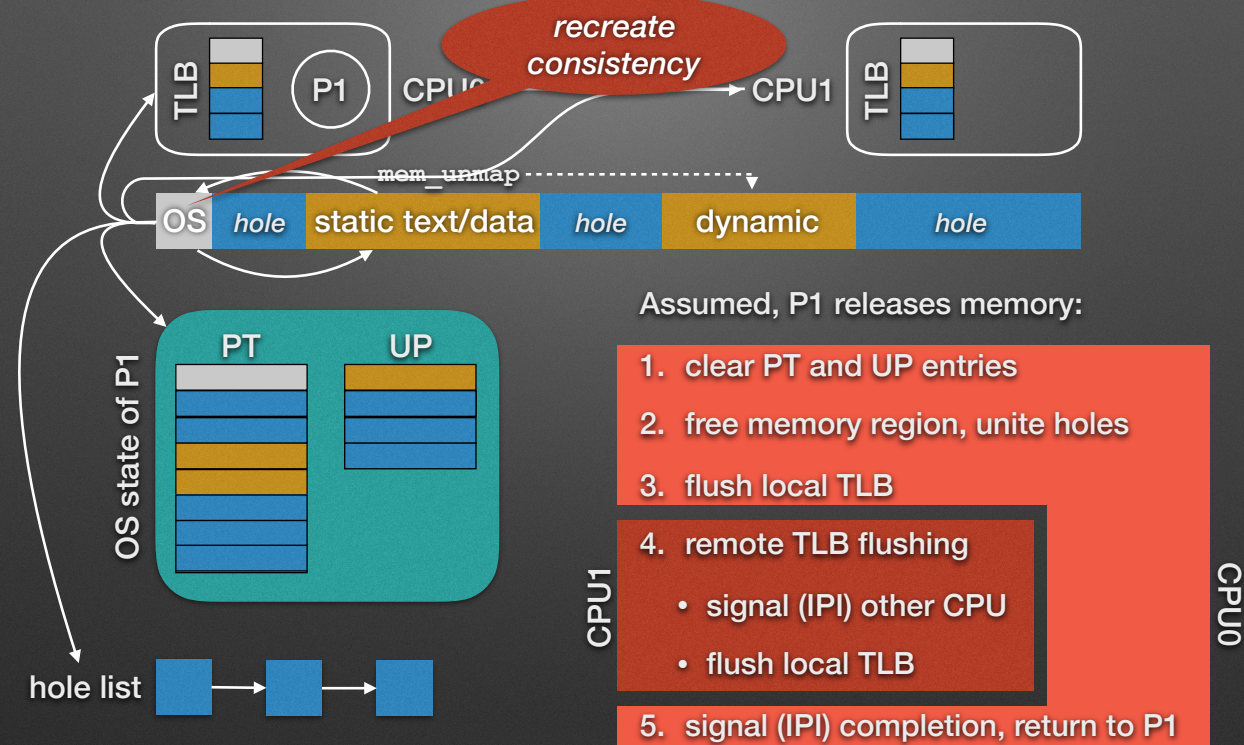 recreate
consistency
TLB
P1
CPU0
CPU1
TLB
mem_unmap
OS
hole
static text/data
hole
dynamic
hole
Assumed, P1 releases memory:
OS state of P1
PT
UP
1. clear PT and UP entries
2. free memory region, unite holes
3. flush local TLB
4. remote TLB flushing
• signal (IPI) other CPU
• flush local TLB
5. signal (IPI) completion, return to P1
CPU1
CPU0
hole list